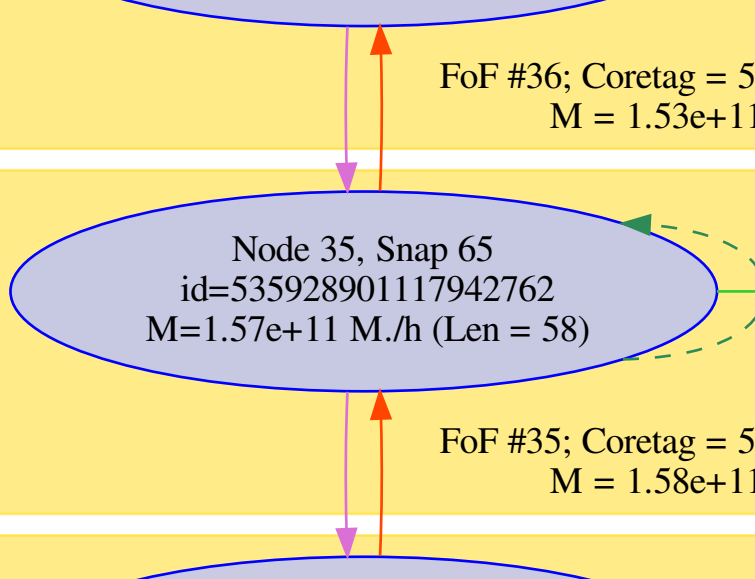 FoF #36; Coretag = 5
M = 1.53e+11
Node 35, Snap 65
id=535928901117942762
M=1.57e+11 M./h (Len = 58)
FoF #35; Coretag = 5
M = 1.58e+11